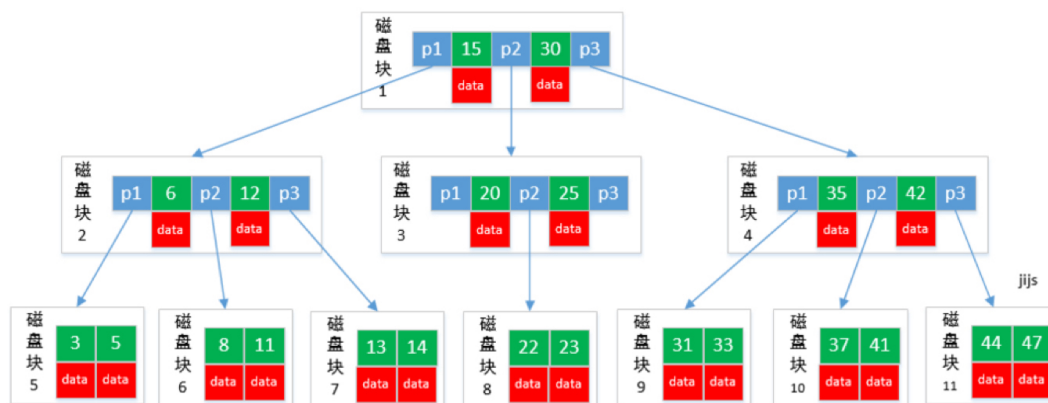 磁盘块1
p1 15 p2 30 p3
data data
磁盘块2
p1 6 p2 12 p3
data data
磁盘块3
p1 20 p2 25 p3
data data
磁盘块4
p1 35 p2 42 p3
data data
jijs
磁盘块5
3 5
data data
磁盘块6
8 11
data data
磁盘块7
13 14
data data
磁盘块8
22 23
data data
磁盘块9
31 33
data data
磁盘块10
37 41
data data
磁盘块11
44 47
data data